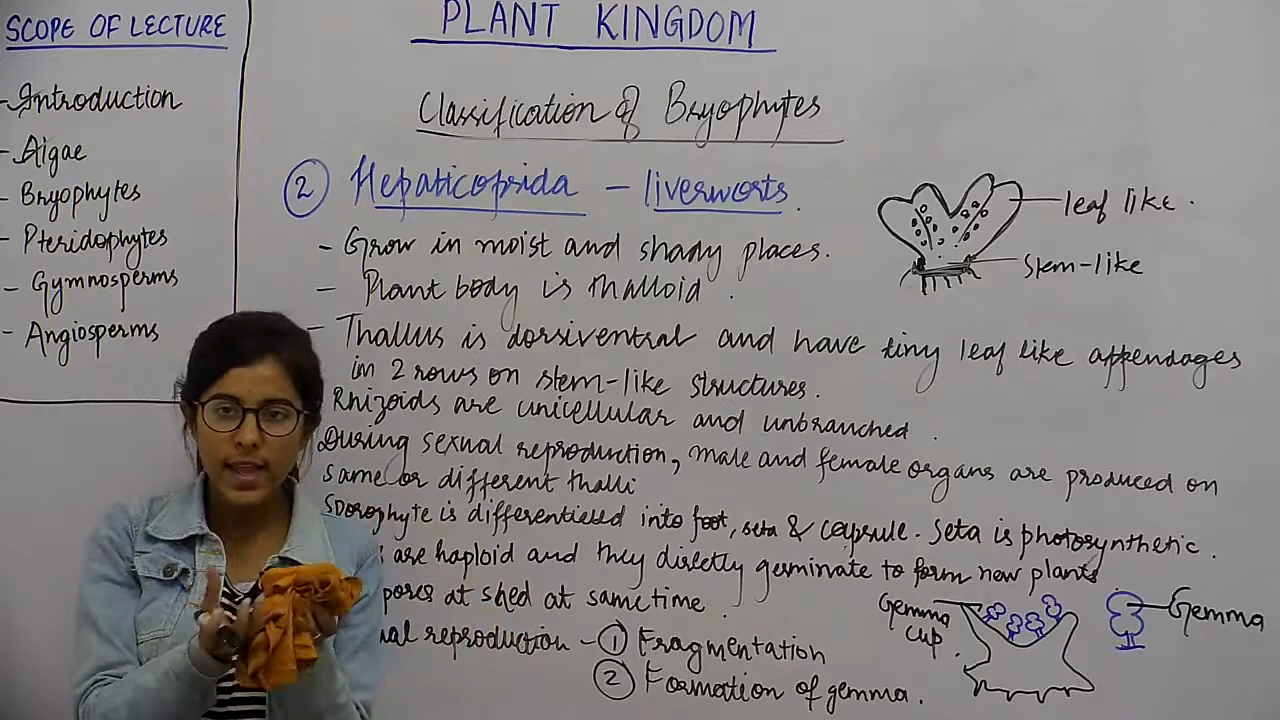 SCOPE OF LECTURE
- Introduction
- Algae
- Bryophytes
- Pteridophytes
- Gymnosperms
- Angiosperms
PLANT KINGDOM
Classification of Bryophytes
② Hepaticopsida - liverworts.
- Grow in moist and shady places.
- Plant body is thalloid.
- Thallus is dorsiventral and have tiny leaf like appendages
in 2 rows on stem-like structures.
Rhizoids are unicellular and unbranched.
During sexual reproduction, male and female organs are produced on
same or different thalli
Sporophyte is differentiated into foot, seta & capsule. Seta is photosynthetic.
are haploid and they directly germinate to form new plants
at shed at same time.
reproduction - ① Fragmentation
② Formation of gemma.
leaf like.
stem-like
Gemma
cup.
Gemma